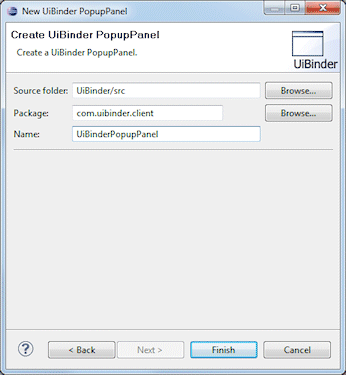 New UiBinder PopupPanel
Create UiBinder PopupPanel
Create a UiBinder PopupPanel.
UiBinder
Source folder: UiBinder/src Browse...
Package: com.uibinder.client Browse...
Name: UiBinderPopupPanel
? < Back Next > Finish Cancel